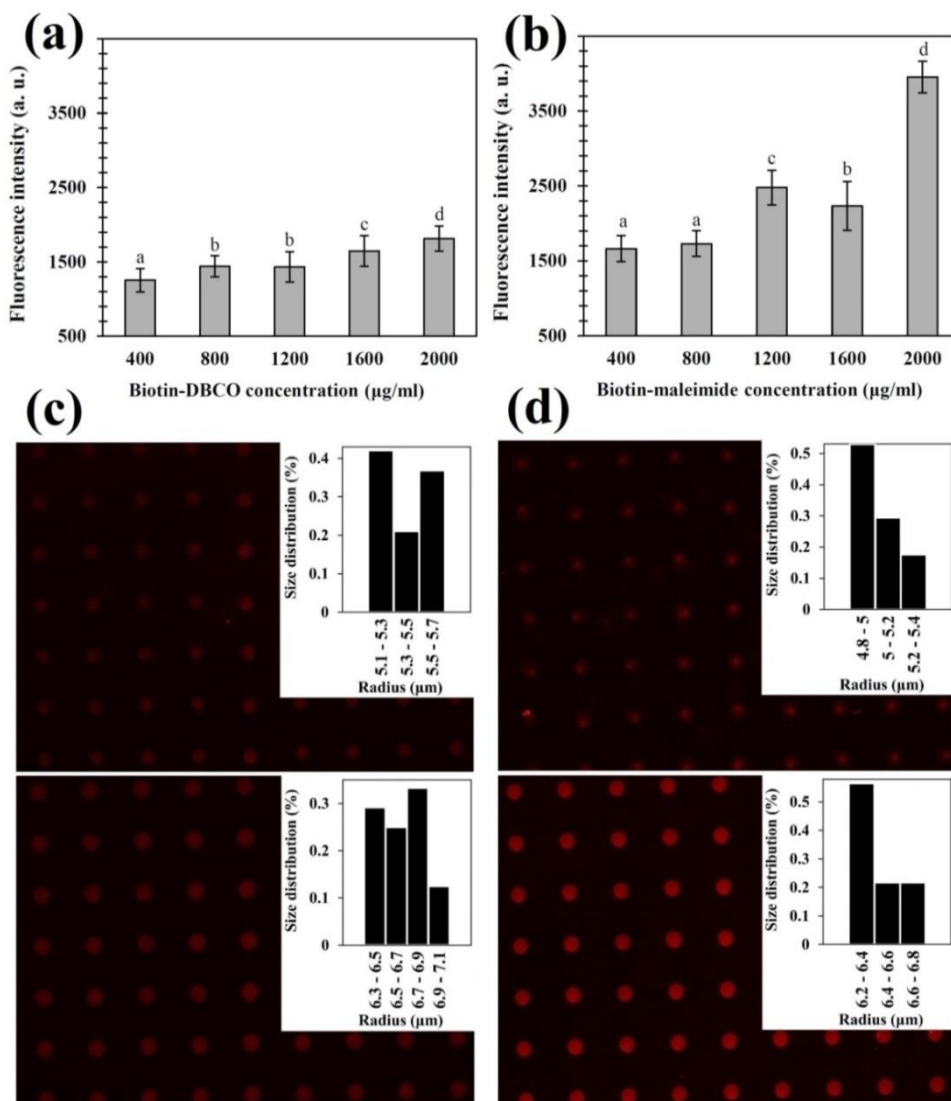 (a)
Fluorescence intensity (a. u.)
3500
2500
1500
500
a
b
b
c
d
400 800 1200 1600 2000
Biotin-DBCO concentration (µg/ml)
(b)
Fluorescence intensity (a. u.)
3500
2500
1500
500
a
a
c
b
d
400 800 1200 1600 2000
Biotin-maleimide concentration (µg/ml)
(c)
Size distribution (%)
0.4
0.3
0.2
0.1
0
5.1 - 5.3
5.3 - 5.5
5.5 - 5.7
Radius (µm)
Size distribution (%)
0.3
0.2
0.1
0
6.3 - 6.5
6.5 - 6.7
6.7 - 6.9
6.9 - 7.1
Radius (µm)
(d)
Size distribution (%)
0.5
0.4
0.3
0.2
0.1
0
4.8 - 5
5 - 5.2
5.2 - 5.4
Radius (µm)
Size distribution (%)
0.5
0.4
0.3
0.2
0.1
0
6.2 - 6.4
6.4 - 6.6
6.6 - 6.8
Radius (µm)